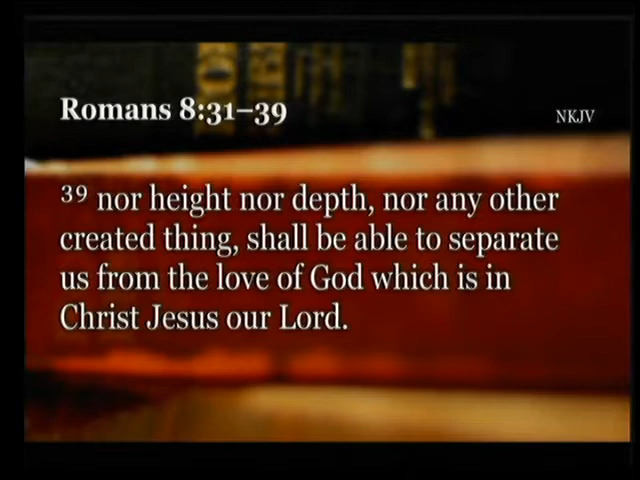 Romans 8:31–39
NKJV
39 nor height nor depth, nor any other
created thing, shall be able to separate
us from the love of God which is in
Christ Jesus our Lord.